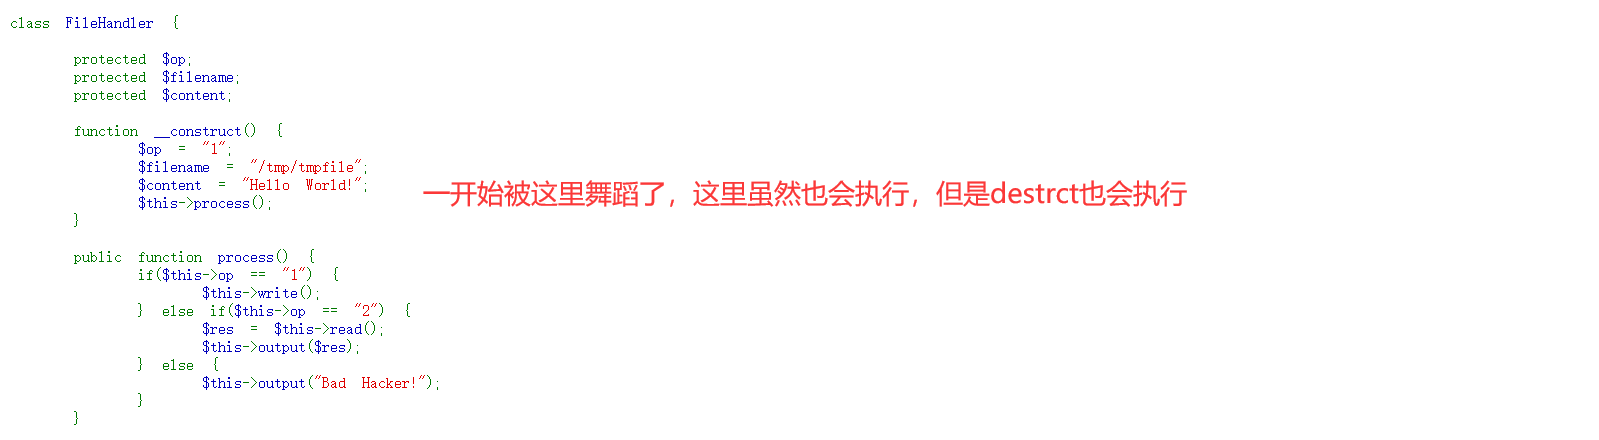 class FileHandler {
protected $op;
protected $filename;
protected $content;
function __construct() {
$op = "1";
$filename = "/tmp/tmpfile";
$content = "Hello World!";
$this->process();
}
一开始被这里舞蹈了，这里虽然也会执行，但是destrct也会执行
public function process() {
if($this->op == "1") {
$this->write();
} else if($this->op == "2") {
$res = $this->read();
$this->output($res);
} else {
$this->output("Bad Hacker!");
}
}